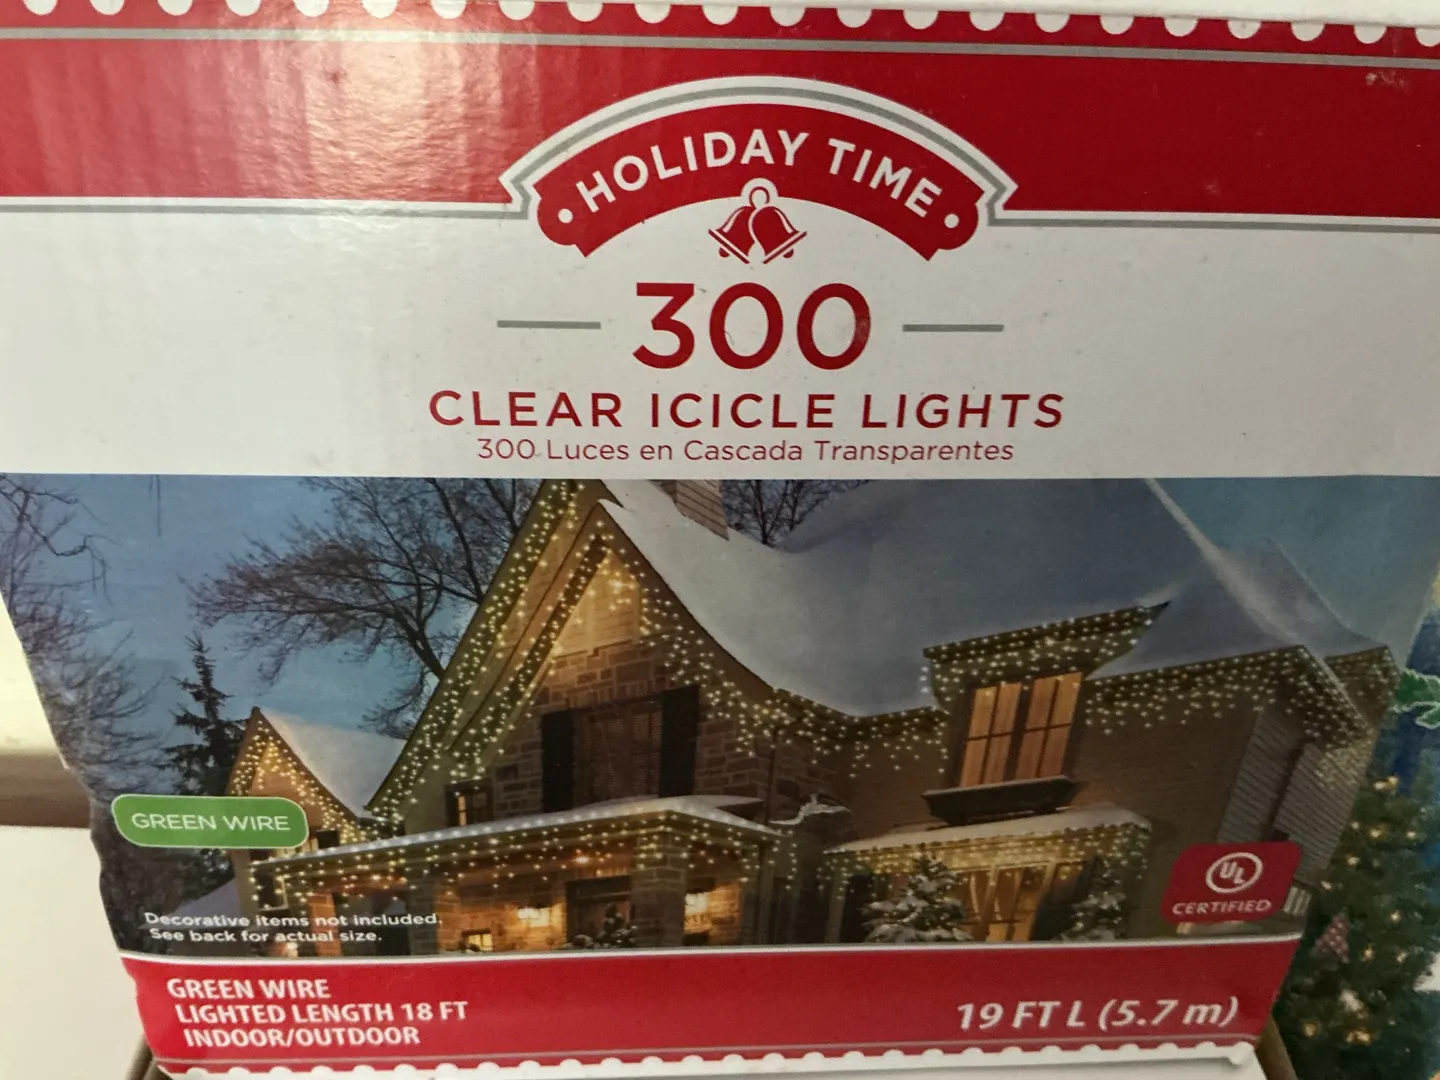 HOLIDAY TIME
300
CLEAR ICICLE LIGHTS
300 Luces en Cascada Transparentes
GREEN WIRE
Decorative items not included.
See back for actual size.
UL
CERTIFIED
GREEN WIRE
LIGHTED LENGTH 18 FT
INDOOR/OUTDOOR
19 FT L (5.7 m)